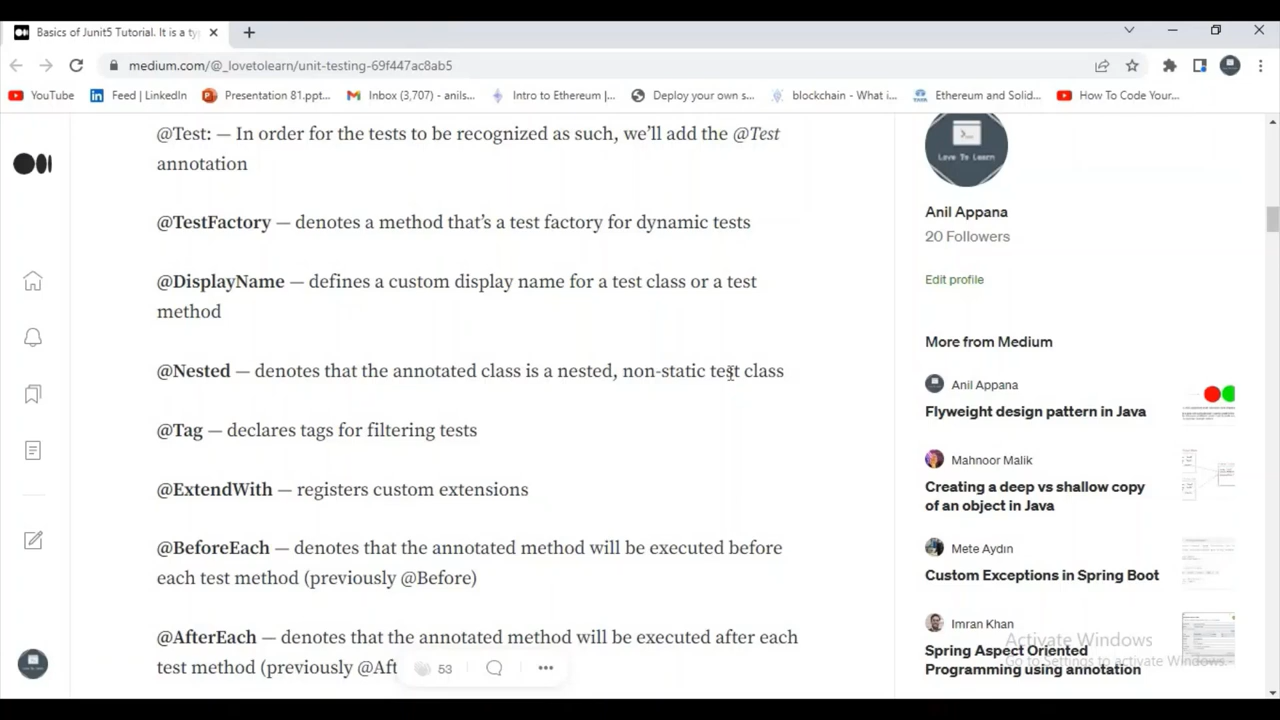 Basics of Junit5 Tutorial. It is a ty
medium.com/@_lovetolearn/unit-testing-69f447ac8ab5
YouTube
Feed | LinkedIn
Presentation 81.ppt...
Inbox (3,707) - anils...
Intro to Ethereum |...
Deploy your own s...
blockchain - What i...
Ethereum and Solid...
How To Code Your...
@Test: — In order for the tests to be recognized as such, we’ll add the @Test
annotation
@TestFactory — denotes a method that’s a test factory for dynamic tests
@DisplayName — defines a custom display name for a test class or a test
method
@Nested — denotes that the annotated class is a nested, non-static test class
@Tag — declares tags for filtering tests
@ExtendWith — registers custom extensions
@BeforeEach — denotes that the annotated method will be executed before
each test method (previously @Before)
@AfterEach — denotes that the annotated method will be executed after each
test method (previously @Aft
53
Love To Learn
Anil Appana
20 Followers
Edit profile
More from Medium
Anil Appana
Flyweight design pattern in Java
Mahnoor Malik
Creating a deep vs shallow copy
of an object in Java
Mete Aydın
Custom Exceptions in Spring Boot
Imran Khan
Spring Aspect Oriented
Programming using annotation
Activate Windows
Go to Settings to activate Windows.